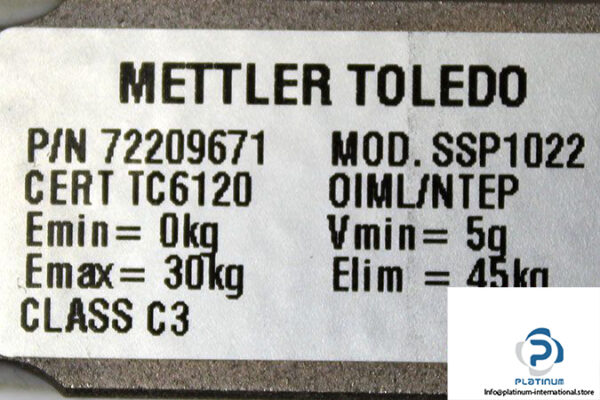 METTLER TOLEDO
P/N 72209671 MOD. SSP1022
CERT TC6120 OIML/NTEP
Emin= 0kg Vmin= 5g
Emax= 30kg Elim = 45kg
CLASS C3
PLATINUM
info@platinum-international.store